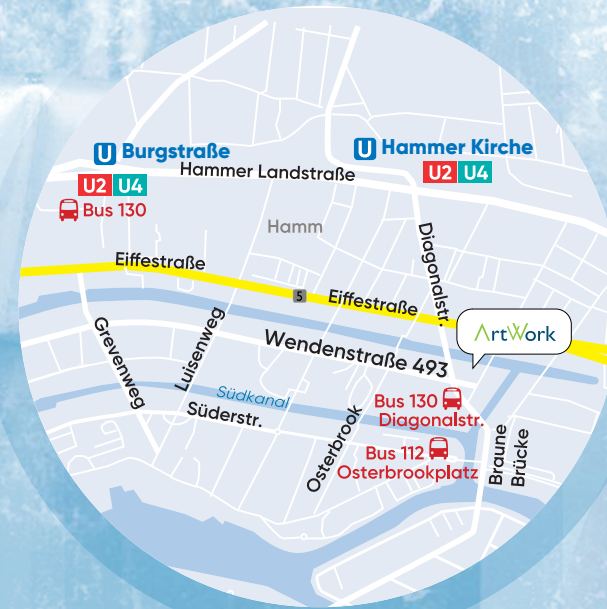 U Burgstraße
U2 U4
Bus 130
U Hammer Kirche
U2 U4
Hammer Landstraße
Hamm
Diagonalstr.
Eiffestraße
5
Eiffestraße
ArtWork
Grevenweg
Luisenweg
Wendenstraße 493
Südkanal
Süderstr.
Osterbrook
Bus 130
Diagonalstr.
Bus 112
Osterbrookplatz
Braune
Brücke